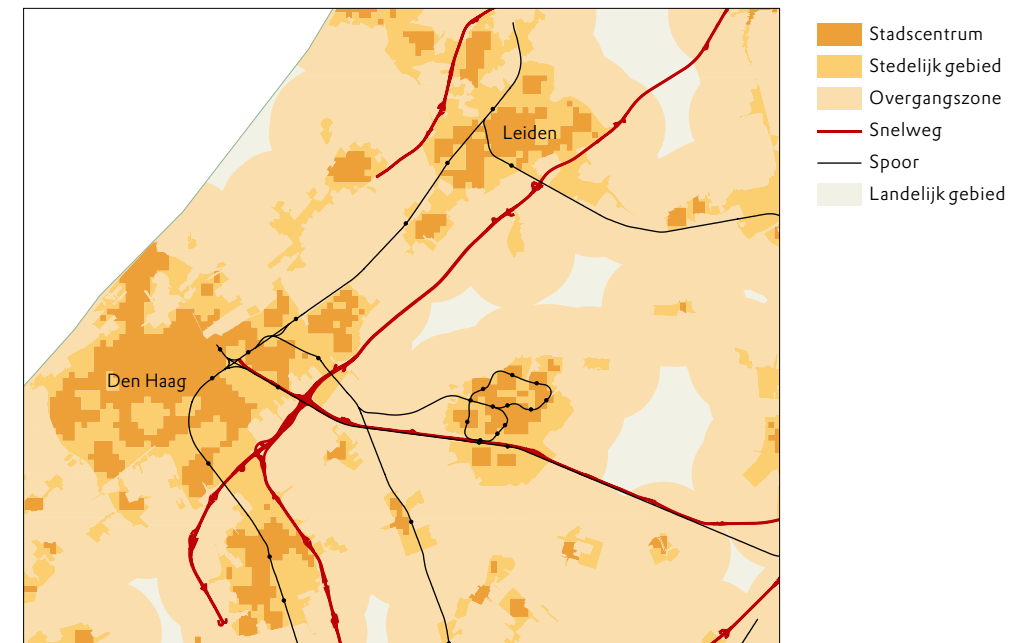 Leiden
Den Haag
Stadscentrum
Stedelijk gebied
Overgangszone
Snelweg
Spoor
Landelijk gebied